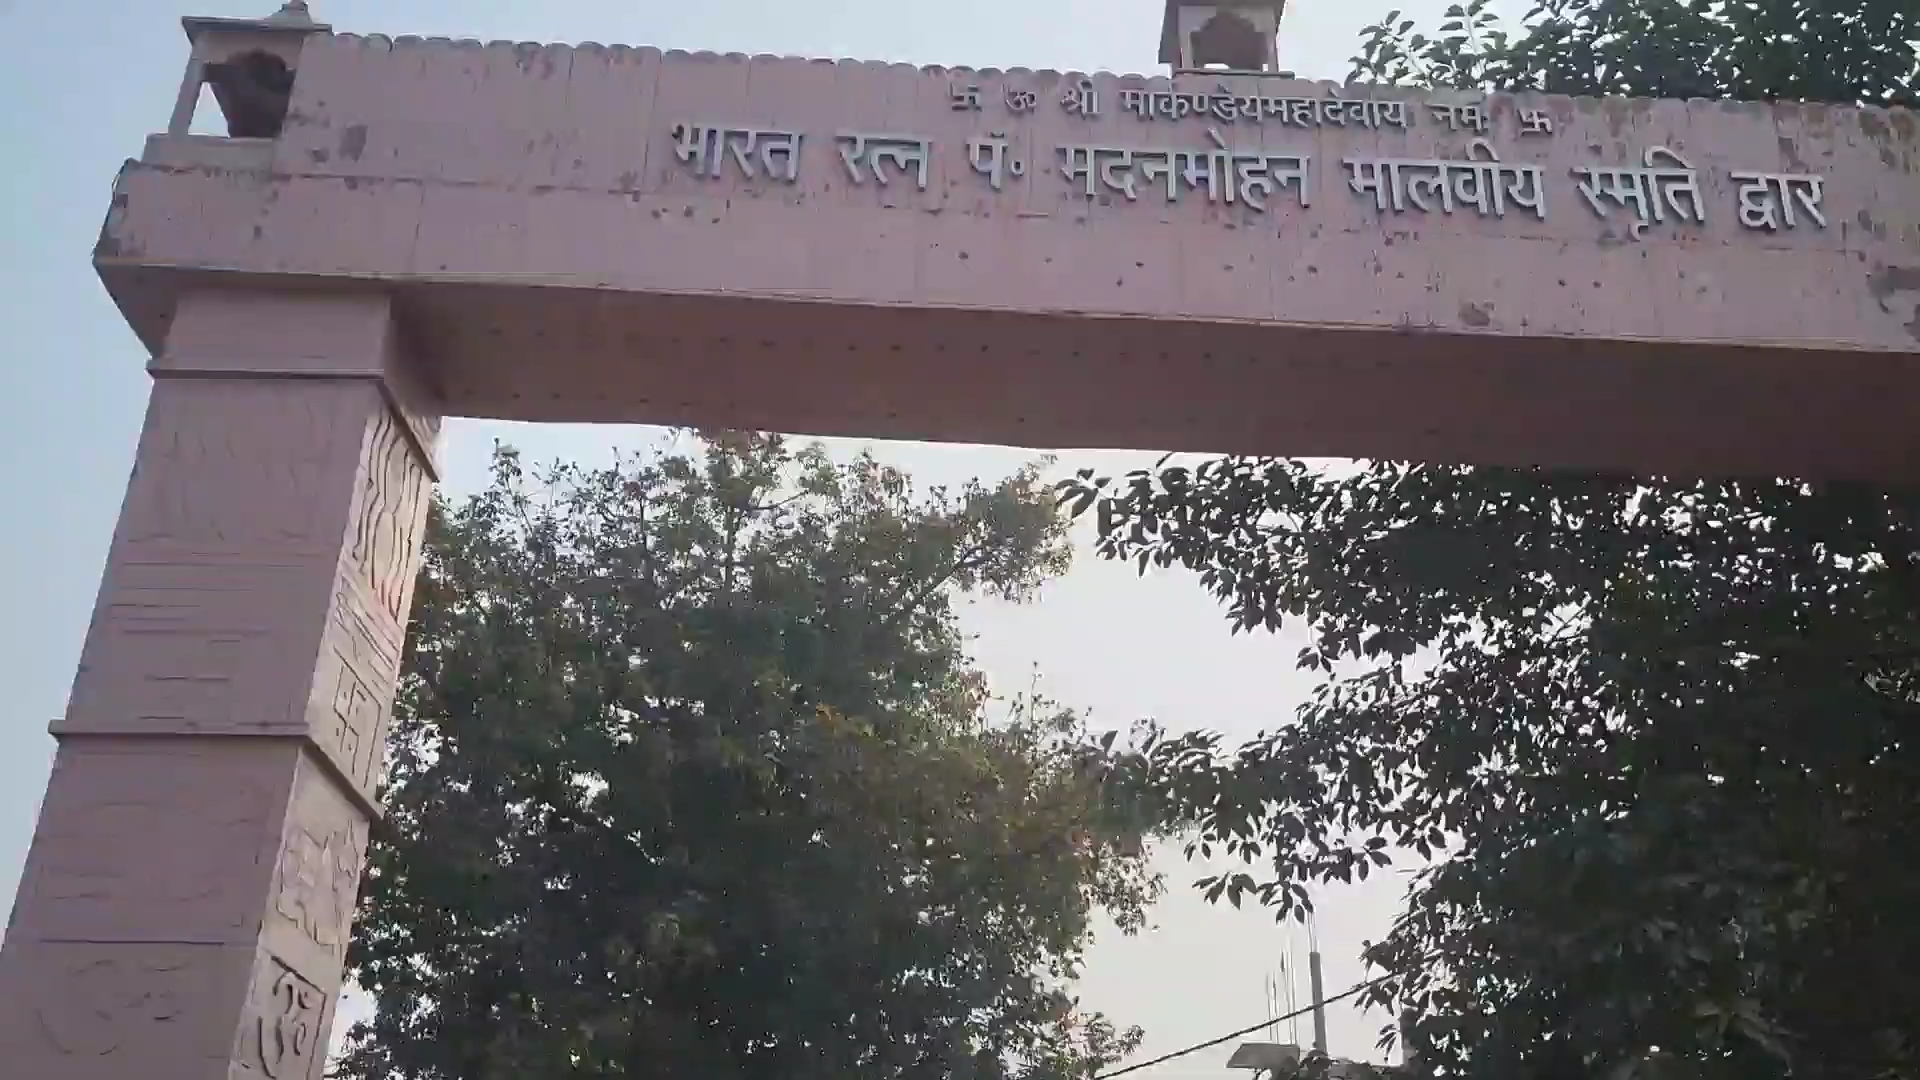 卐 ॐ श्री मार्कण्डेयमहादेवाय नमः 卐
भारत रत्न पं॰ मदनमोहन मालवीय स्मृति द्वार